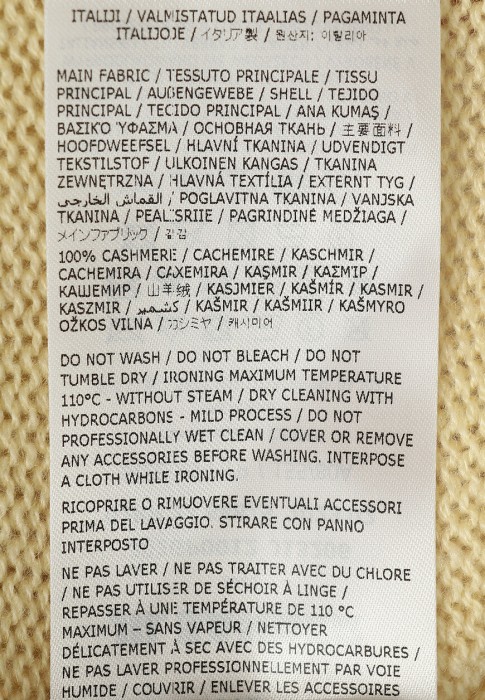 ITALIJI / VALMISTATUD ITAALIAS / PAGAMINTA
ITALIJOJE / イタリア製 / 원산지: 이탈리아
MAIN FABRIC / TESSUTO PRINCIPALE / TISSU
PRINCIPAL / AUßENGEWEBE / SHELL / TEJIDO
PRINCIPAL / TECIDO PRINCIPAL / ANA KUMAŞ /
ΒΑΣΙΚΌ ΎΦΑΣΜΑ / ОСНОВНАЯ ТКАНЬ / 主要面料 /
HOOFDWEEFSEL / HLAVNÍ TKANINA / UDVENDIGT
TEKSTILSTOF / ULKOINEN KANGAS / TKANINA
ZEWNĘTRZNA / HLAVNÁ TEXTÍLIA / EXTERNT TYG /
القماش الخارجي / POGLAVITNA TKANINA / VANJSKA
TKANINA / PEALISRIIE / PAGRINDINĖ MEDŽIAGA /
メインファブリック / 겉감
100% CASHMERE / CACHEMIRE / KASCHMIR /
CACHEMIRA / CAXEMIRA / KAŞMIR / ΚΑΣΜΙΡ /
КАШЕМИР / 山羊绒 / KASJMIER / KAŠMÍR / KASMIR /
KASZMIR / كشمير / KAŠMIR / KAŠMIIR / KAŠMYRO
OŽKOS VILNA / カシミヤ / 캐시미어
DO NOT WASH / DO NOT BLEACH / DO NOT
TUMBLE DRY / IRONING MAXIMUM TEMPERATURE
110°C - WITHOUT STEAM / DRY CLEANING WITH
HYDROCARBONS - MILD PROCESS / DO NOT
PROFESSIONALLY WET CLEAN / COVER OR REMOVE
ANY ACCESSORIES BEFORE WASHING. INTERPOSE
A CLOTH WHILE IRONING.
RICOPRIRE O RIMUOVERE EVENTUALI ACCESSORI
PRIMA DEL LAVAGGIO. STIRARE CON PANNO
INTERPOSTO
NE PAS LAVER / NE PAS TRAITER AVEC DU CHLORE
/ NE PAS UTILISER DE SÉCHOIR À LINGE /
REPASSER À UNE TEMPÉRATURE DE 110 °C
MAXIMUM – SANS VAPEUR / NETTOYER
DÉLICATEMENT À SEC AVEC DES HYDROCARBURES /
NE PAS LAVER PROFESSIONNELLEMENT PAR VOIE
HUMIDE / COUVRIR / ENLEVER LES ACCESSOIRES